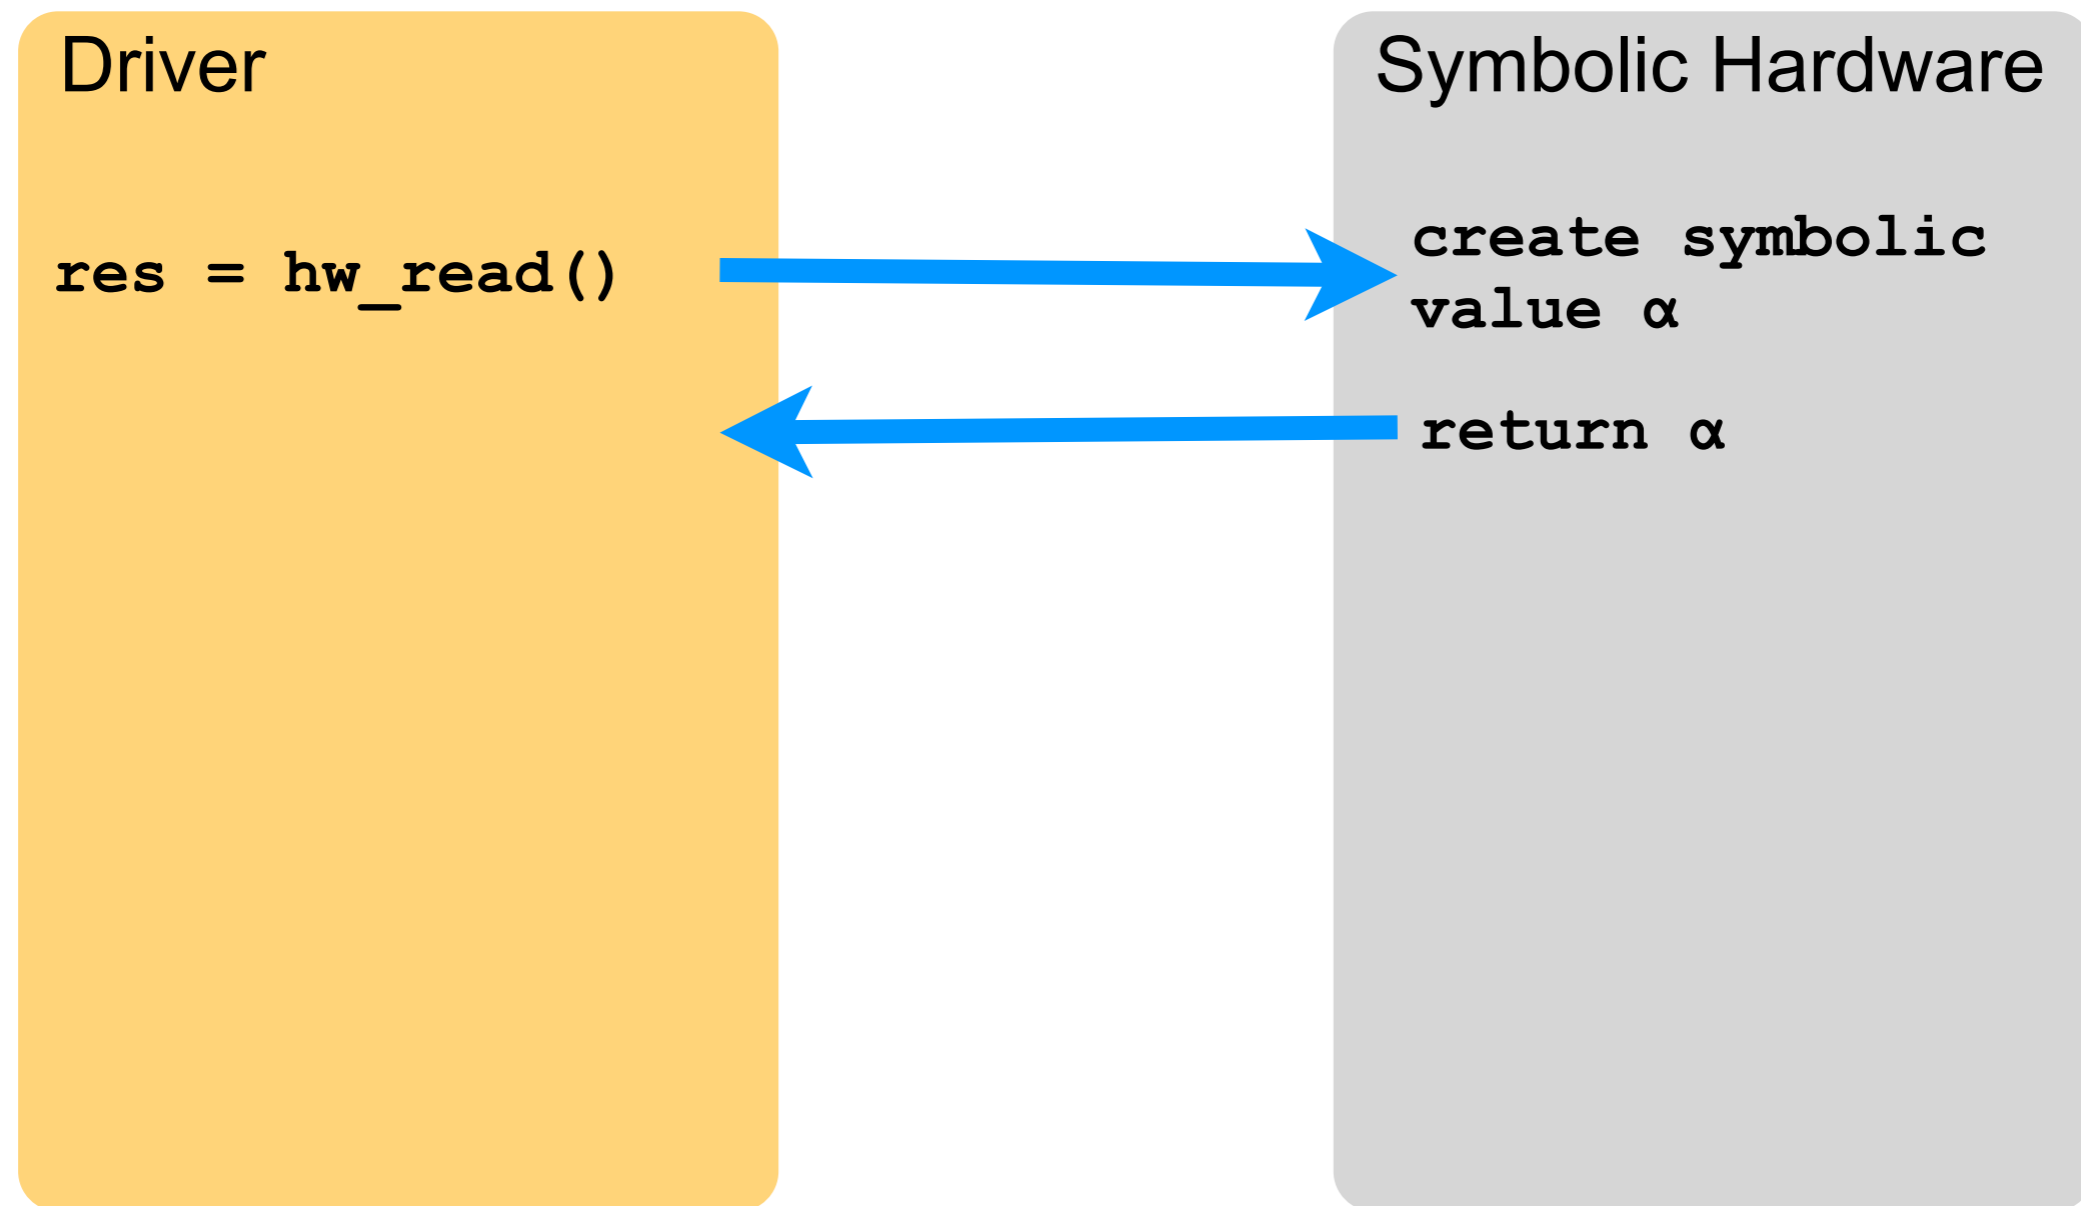 Driver
Symbolic Hardware
res = hw_read()
create symbolic
value α
return α